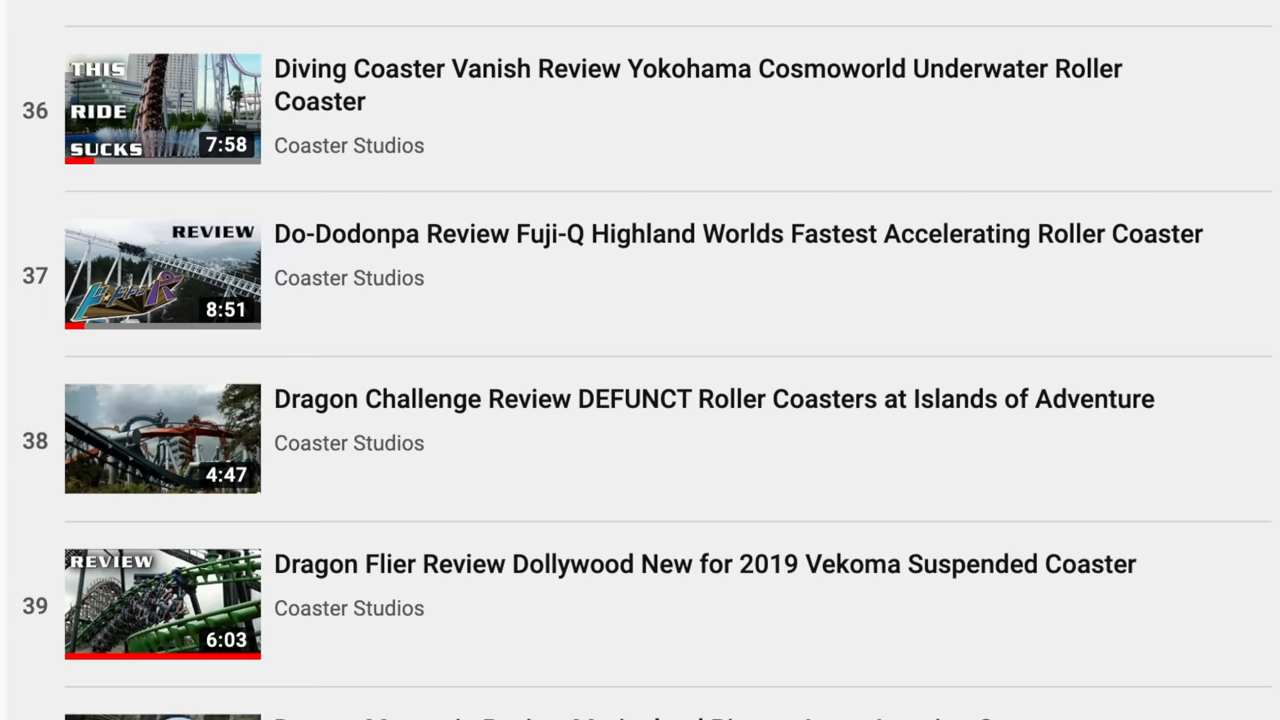 36
THIS
RIDE
SUCKS
7:58
Diving Coaster Vanish Review Yokohama Cosmoworld Underwater Roller
Coaster
Coaster Studios
37
REVIEW
8:51
Do-Dodonpa Review Fuji-Q Highland Worlds Fastest Accelerating Roller Coaster
Coaster Studios
38
4:47
Dragon Challenge Review DEFUNCT Roller Coasters at Islands of Adventure
Coaster Studios
39
REVIEW
6:03
Dragon Flier Review Dollywood New for 2019 Vekoma Suspended Coaster
Coaster Studios